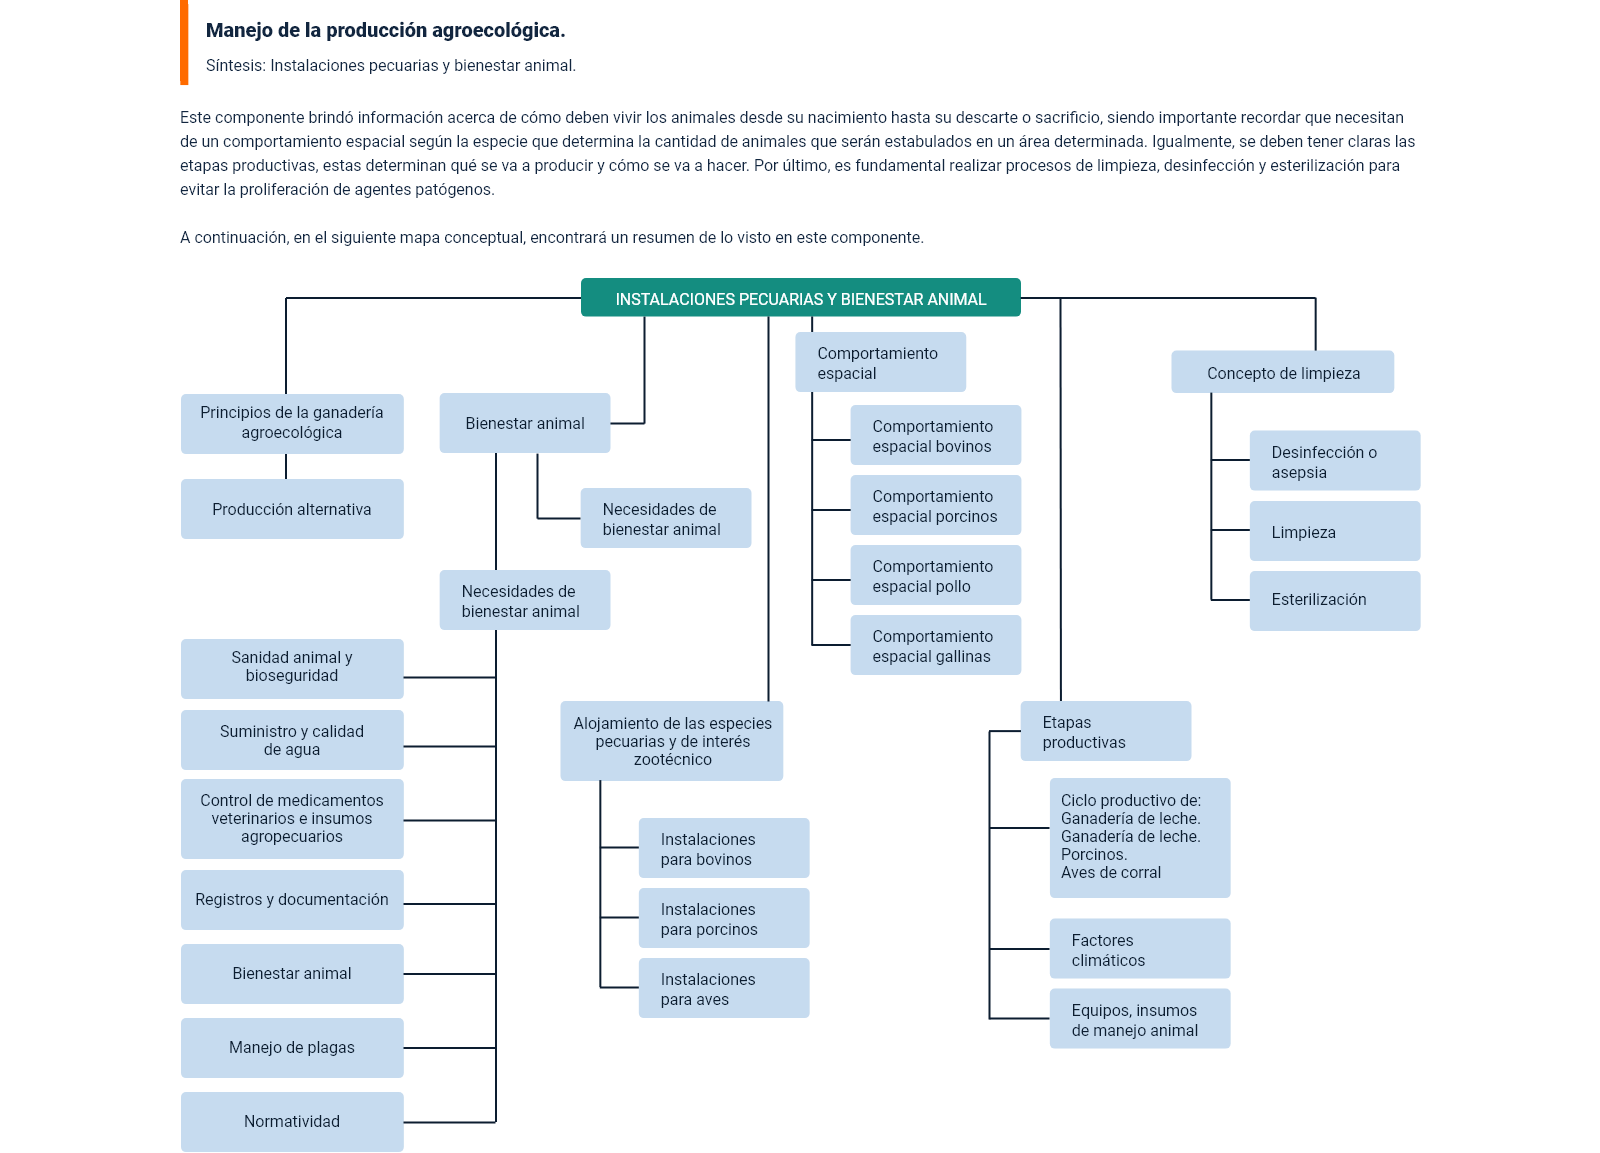 Manejo de la producción agroecológica.
Síntesis: Instalaciones pecuarias y bienestar animal.
Este componente brindó información acerca de cómo deben vivir los animales desde su nacimiento hasta su descarte o sacrificio, siendo importante recordar que necesitan
de un comportamiento espacial según la especie que determina la cantidad de animales que serán estabulados en un área determinada. Igualmente, se deben tener claras las
etapas productivas, estas determinan qué se va a producir y cómo se va a hacer. Por último, es fundamental realizar procesos de limpieza, desinfección y esterilización para
evitar la proliferación de agentes patógenos.
A continuación, en el siguiente mapa conceptual, encontrará un resumen de lo visto en este componente.
INSTALACIONES PECUARIAS Y BIENESTAR ANIMAL
Principios de la ganadería
agroecológica
Producción alternativa
Bienestar animal
Necesidades de
bienestar animal
Necesidades de
bienestar animal
Sanidad animal y
bioseguridad
Suministro y calidad
de agua
Control de medicamentos
veterinarios e insumos
agropecuarios
Registros y documentación
Bienestar animal
Manejo de plagas
Normatividad
Alojamiento de las especies
pecuarias y de interés
zootécnico
Instalaciones
para bovinos
Instalaciones
para porcinos
Instalaciones
para aves
Comportamiento
espacial
Comportamiento
espacial bovinos
Comportamiento
espacial porcinos
Comportamiento
espacial pollo
Comportamiento
espacial gallinas
Etapas
productivas
Ciclo productivo de:
Ganadería de leche.
Ganadería de leche.
Porcinos.
Aves de corral
Factores
climáticos
Equipos, insumos
de manejo animal
Concepto de limpieza
Desinfección o
asepsia
Limpieza
Esterilización